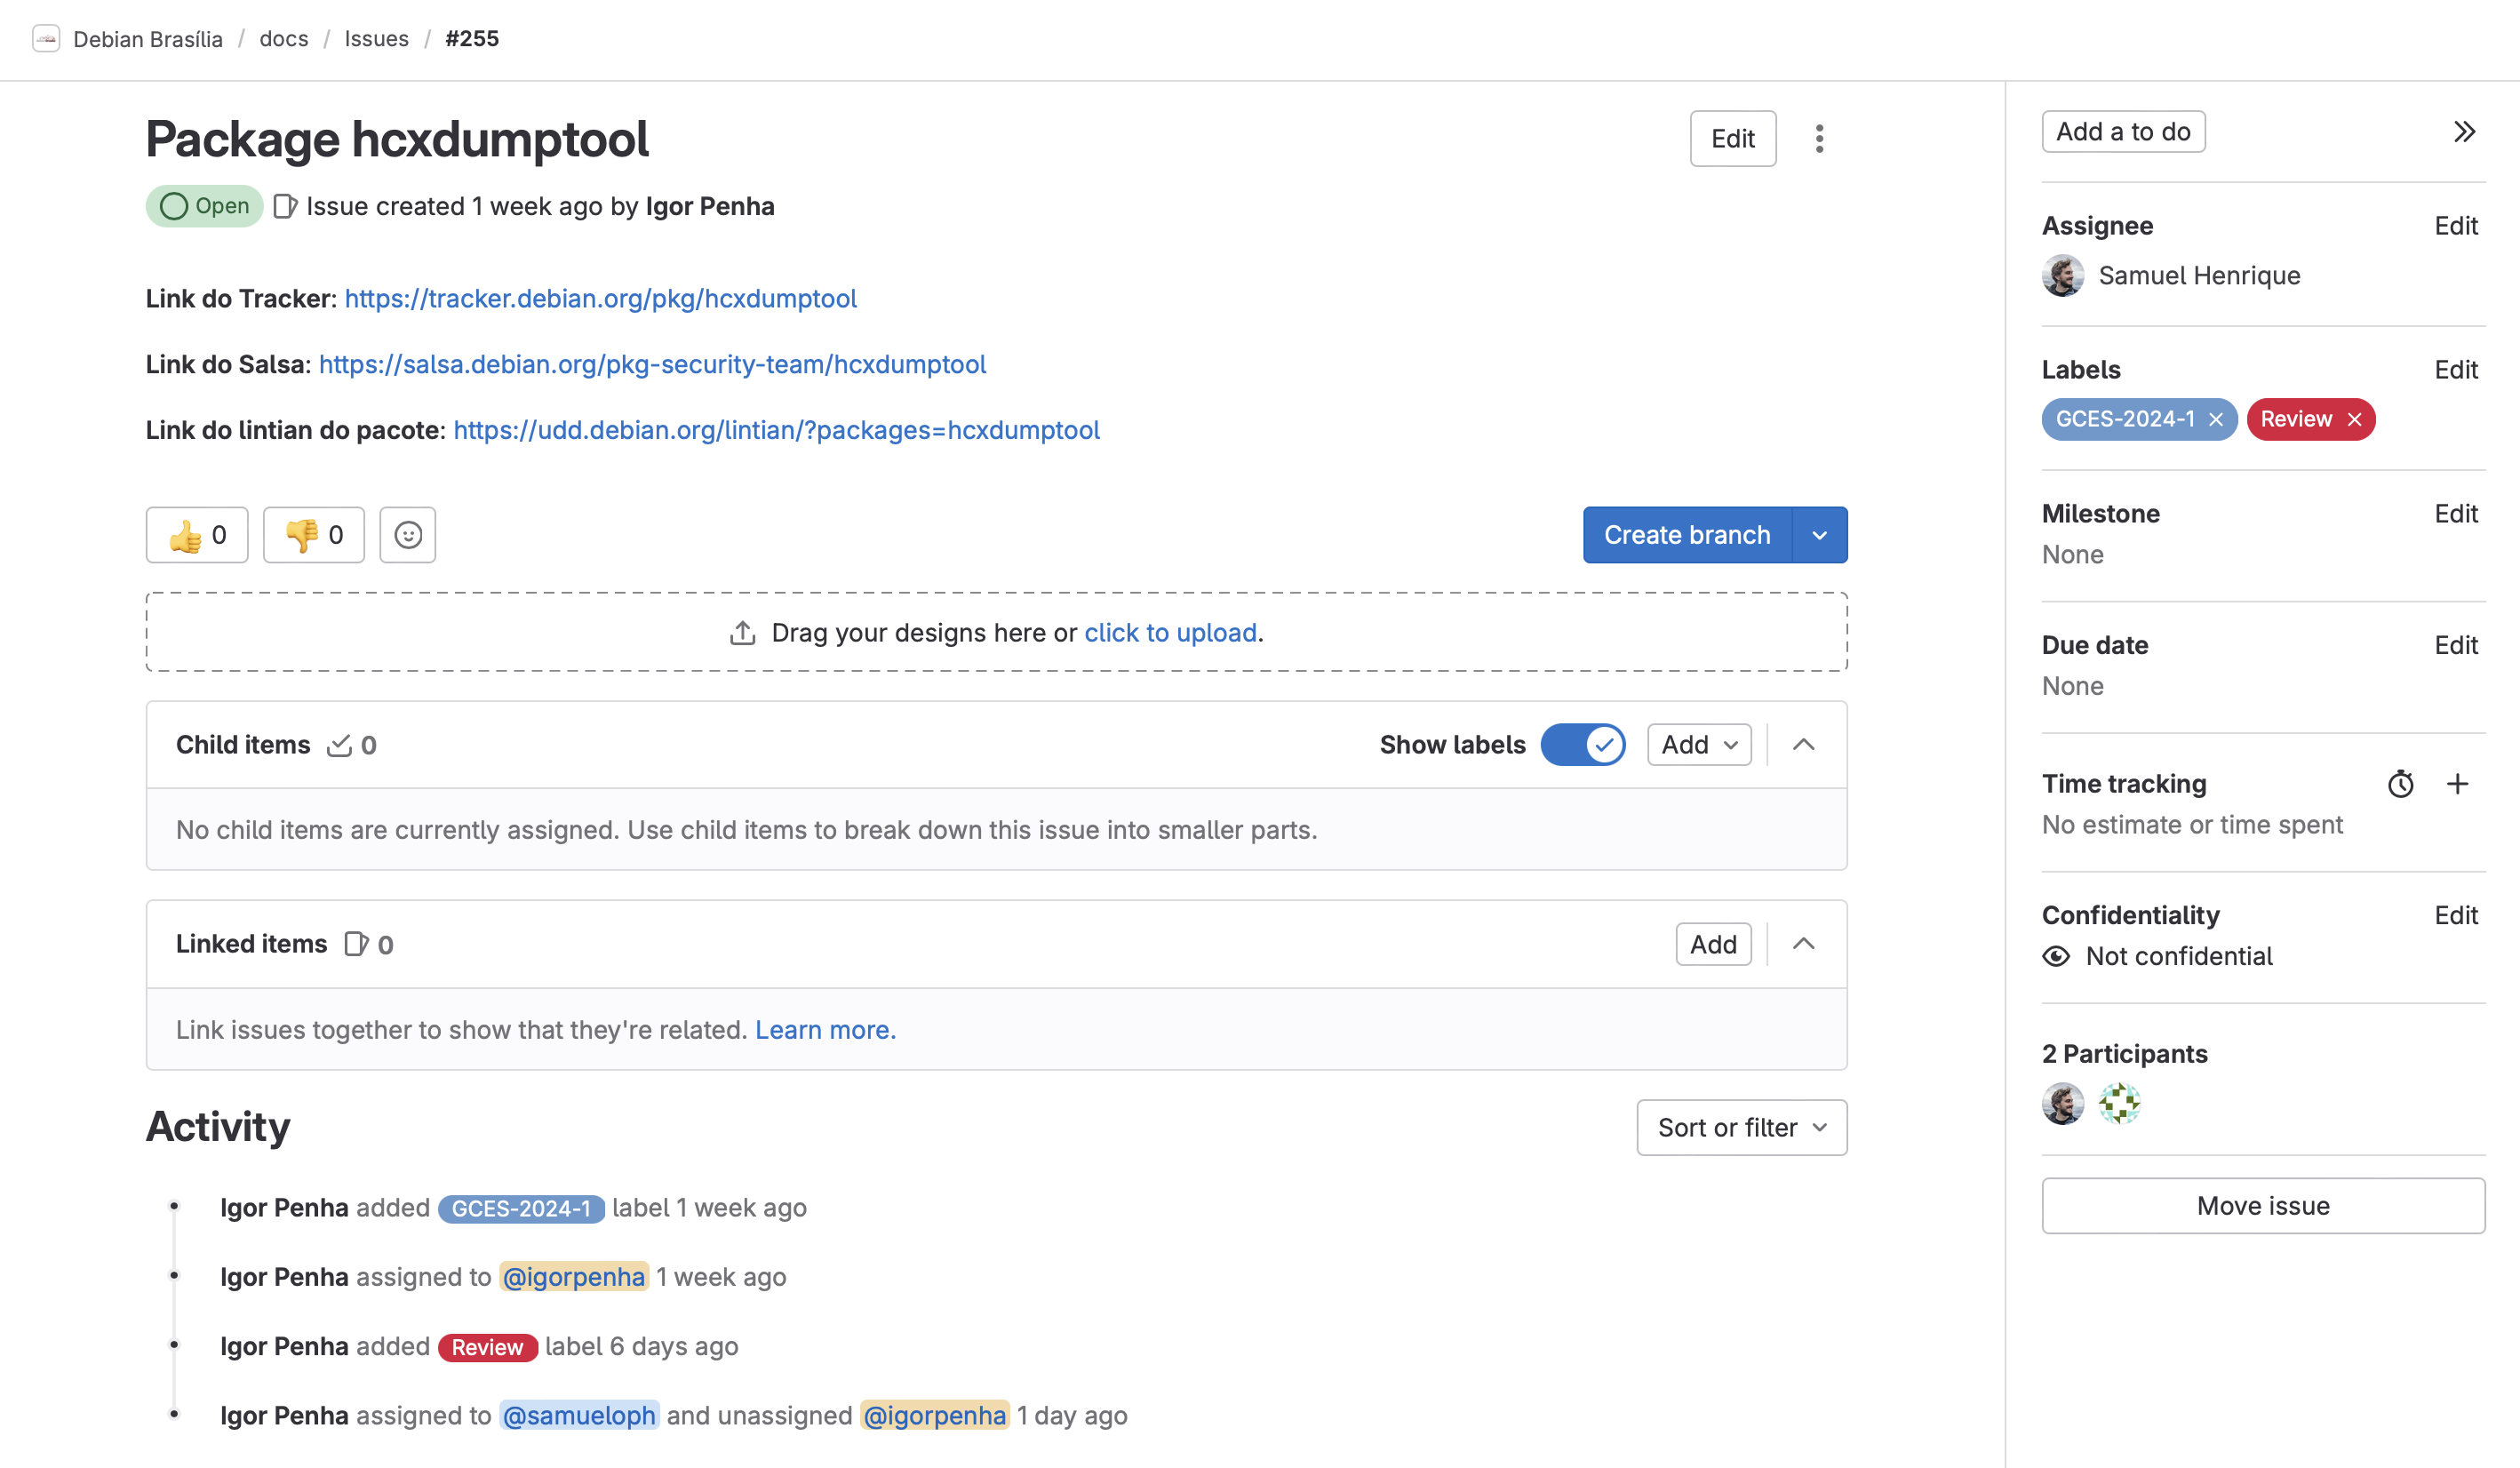 Debian Brasília / docs / Issues / #255
Package hcxdumptool
Edit
Open
Issue created 1 week ago by Igor Penha
Link do Tracker: https://tracker.debian.org/pkg/hcxdumptool
Link do Salsa: https://salsa.debian.org/pkg-security-team/hcxdumptool
Link do lintian do pacote: https://udd.debian.org/lintian/?packages=hcxdumptool
0
0
Create branch
Drag your designs here or click to upload.
Child items 0
Show labels
Add
No child items are currently assigned. Use child items to break down this issue into smaller parts.
Linked items 0
Add
Link issues together to show that they're related. Learn more.
Activity
Sort or filter
Igor Penha added GCES-2024-1 label 1 week ago
Igor Penha assigned to @igorpenha 1 week ago
Igor Penha added Review label 6 days ago
Igor Penha assigned to @samueloph and unassigned @igorpenha 1 day ago
Add a to do
Assignee Edit
Samuel Henrique
Labels Edit
GCES-2024-1 Review
Milestone Edit
None
Due date Edit
None
Time tracking
No estimate or time spent
Confidentiality Edit
Not confidential
2 Participants
Move issue